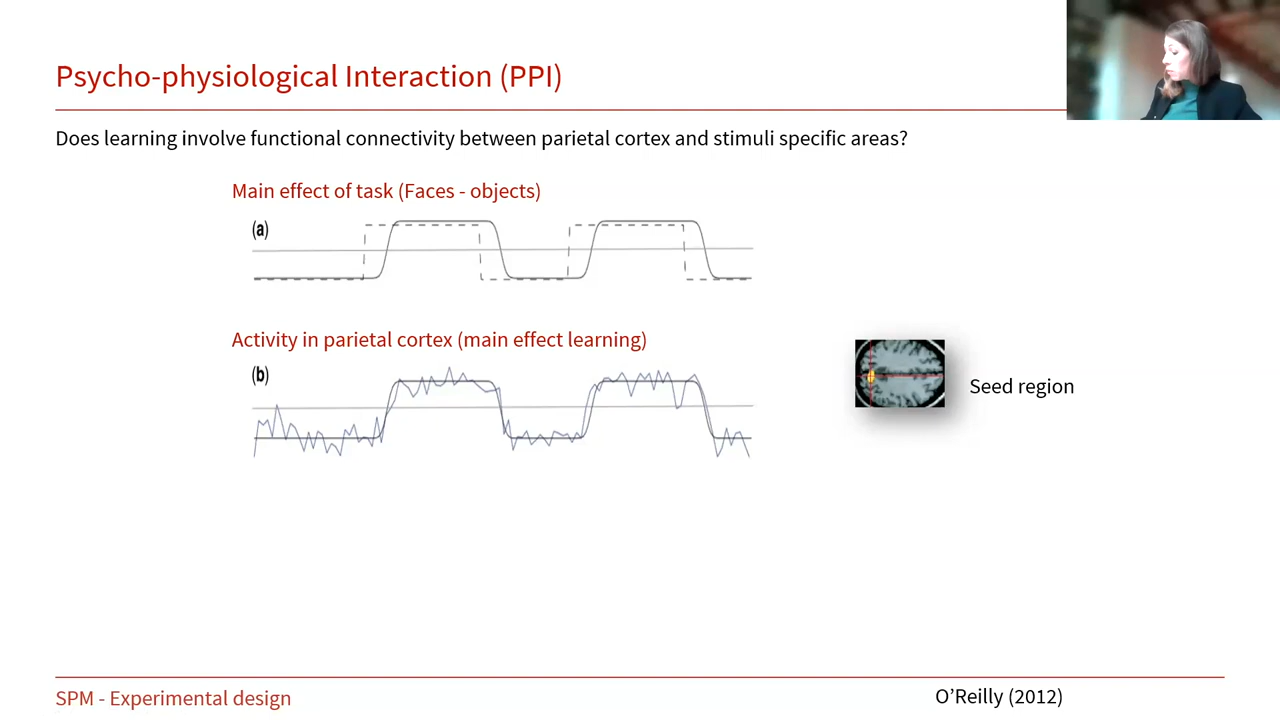 Psycho-physiological Interaction (PPI)
Does learning involve functional connectivity between parietal cortex and stimuli specific areas?
Main effect of task (Faces - objects)
(a)
Activity in parietal cortex (main effect learning)
(b)
Seed region
SPM - Experimental design
O’Reilly (2012)